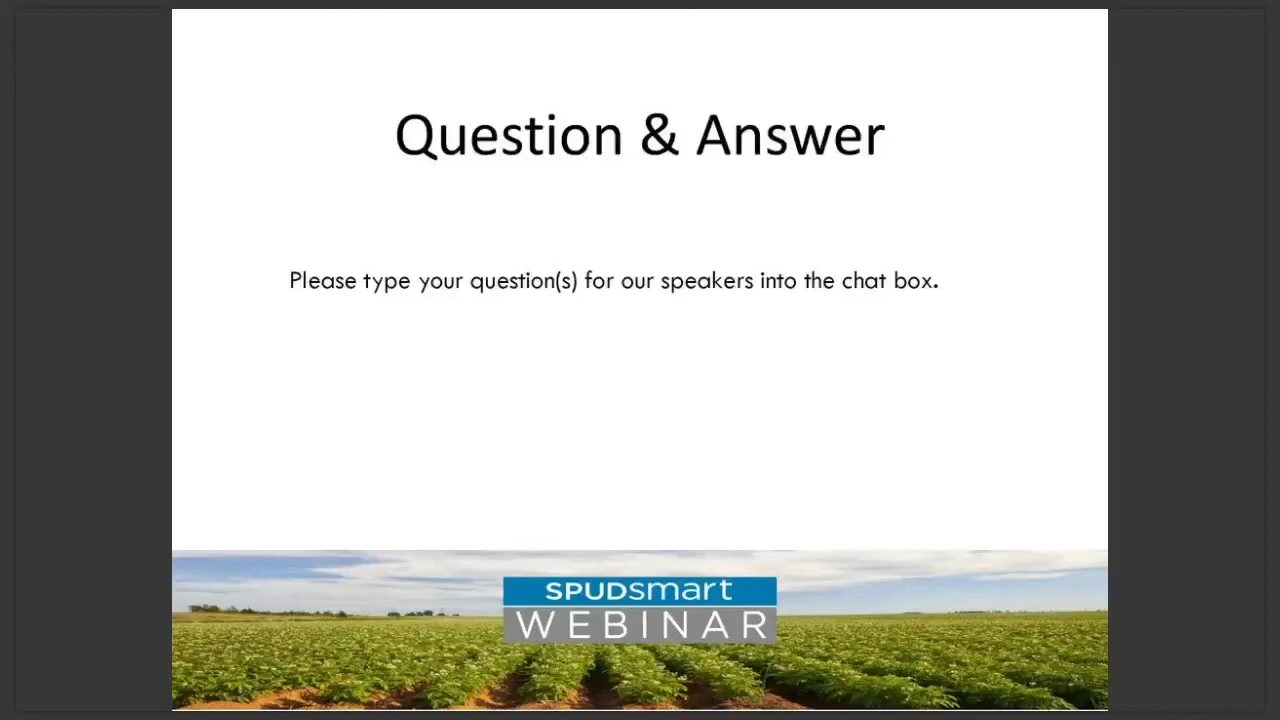 Question & Answer
Please type your question(s) for our speakers into the chat box.
SPUDsmart
WEBINAR